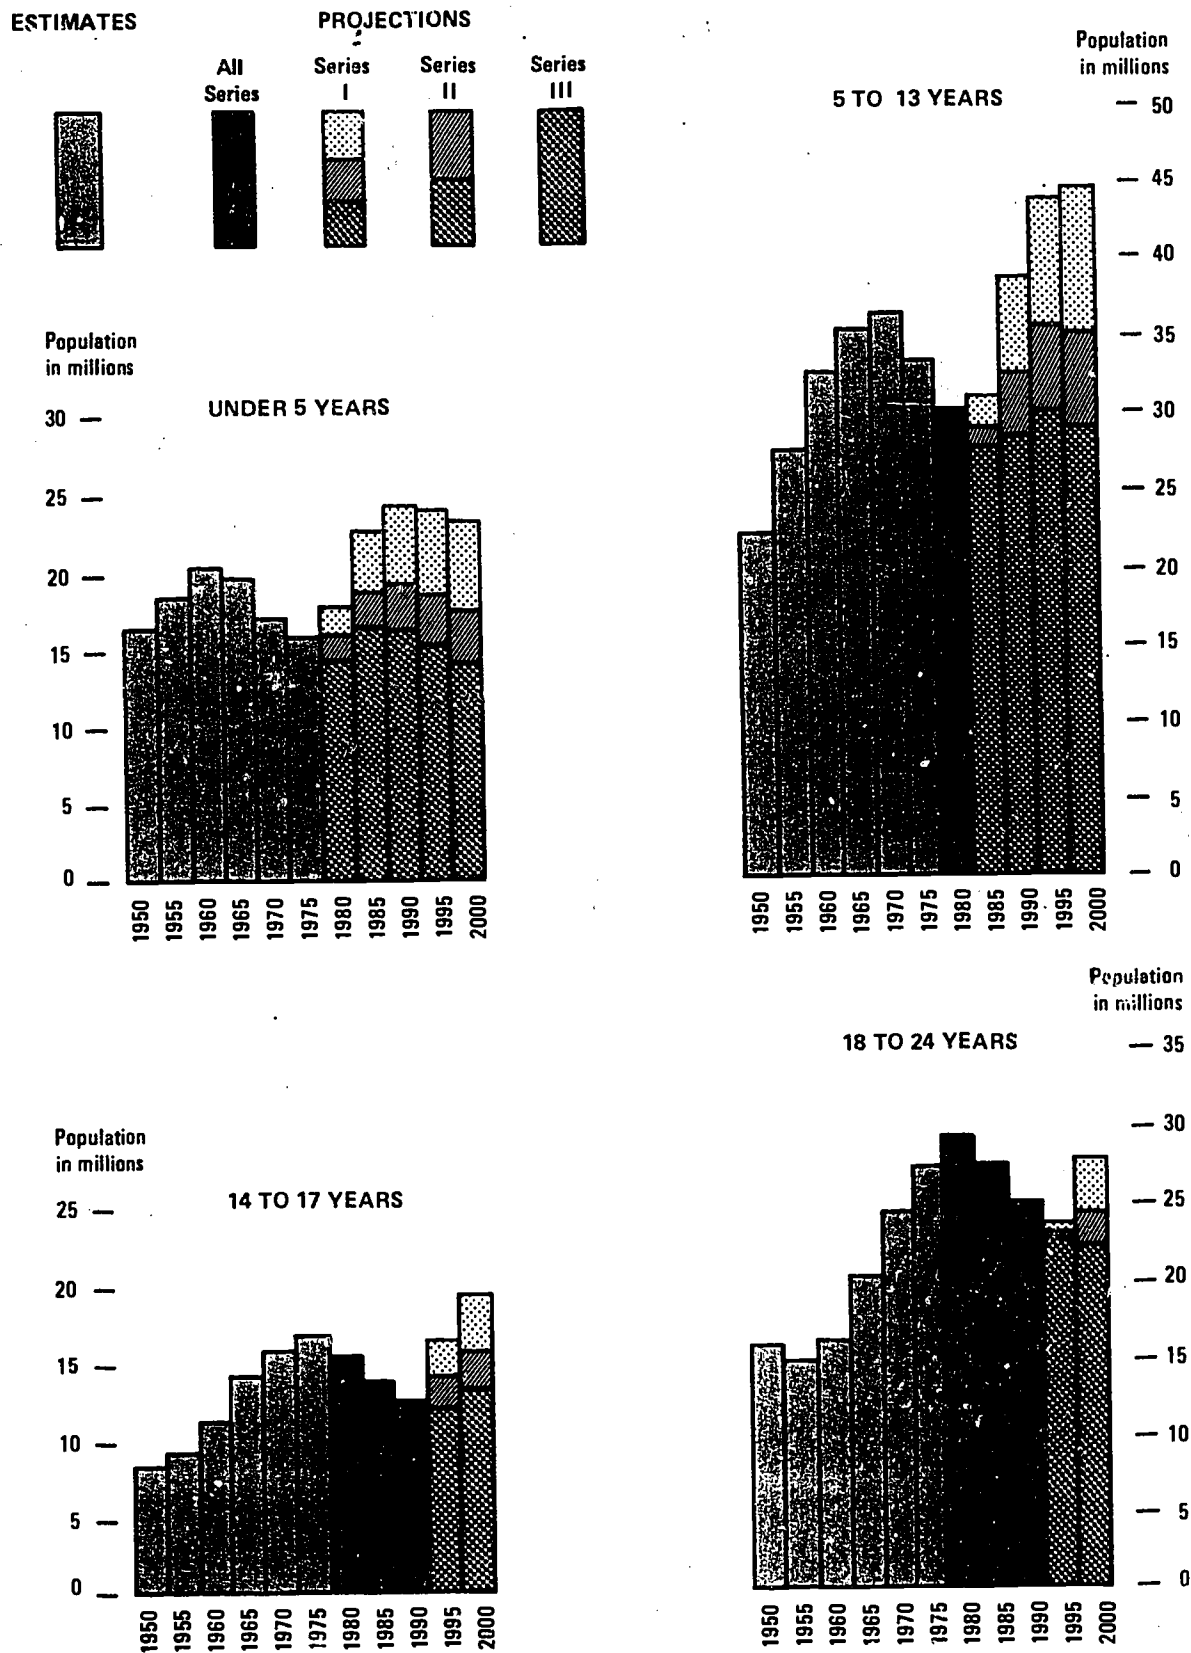 ESTIMATES PROJECTIONS
All Series Series Series
Series I II III
Population
in millions
UNDER 5 YEARS
30
25
20
15
10
5
0
1950 1955 1960 1965 1970 1975 1980 1985 1990 1995 2000
Population
in millions
5 TO 13 YEARS
50
45
40
35
30
25
20
15
10
5
0
1950 1955 1960 1965 1970 1975 1980 1985 1990 1995 2000
Population
in millions
14 TO 17 YEARS
25
20
15
10
5
0
1950 1955 1960 1965 1970 1975 1980 1985 1990 1995 2000
Population
in millions
18 TO 24 YEARS
35
30
25
20
15
10
5
0
1950 1955 1960 1965 1970 1975 1980 1985 1990 1995 2000